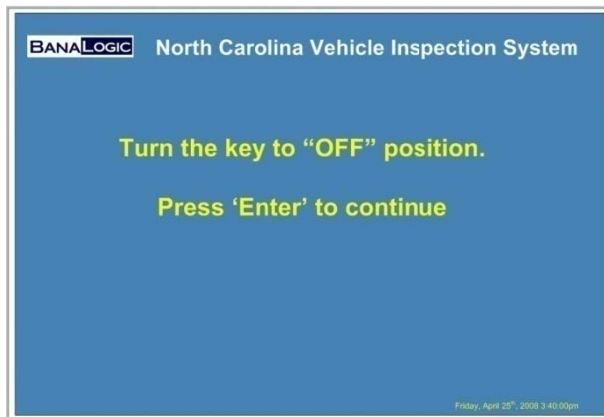 BANALOGIC North Carolina Vehicle Inspection System
Turn the key to “OFF” position.
Press ‘Enter’ to continue
Friday, April 25th, 2008 3:40:00pm